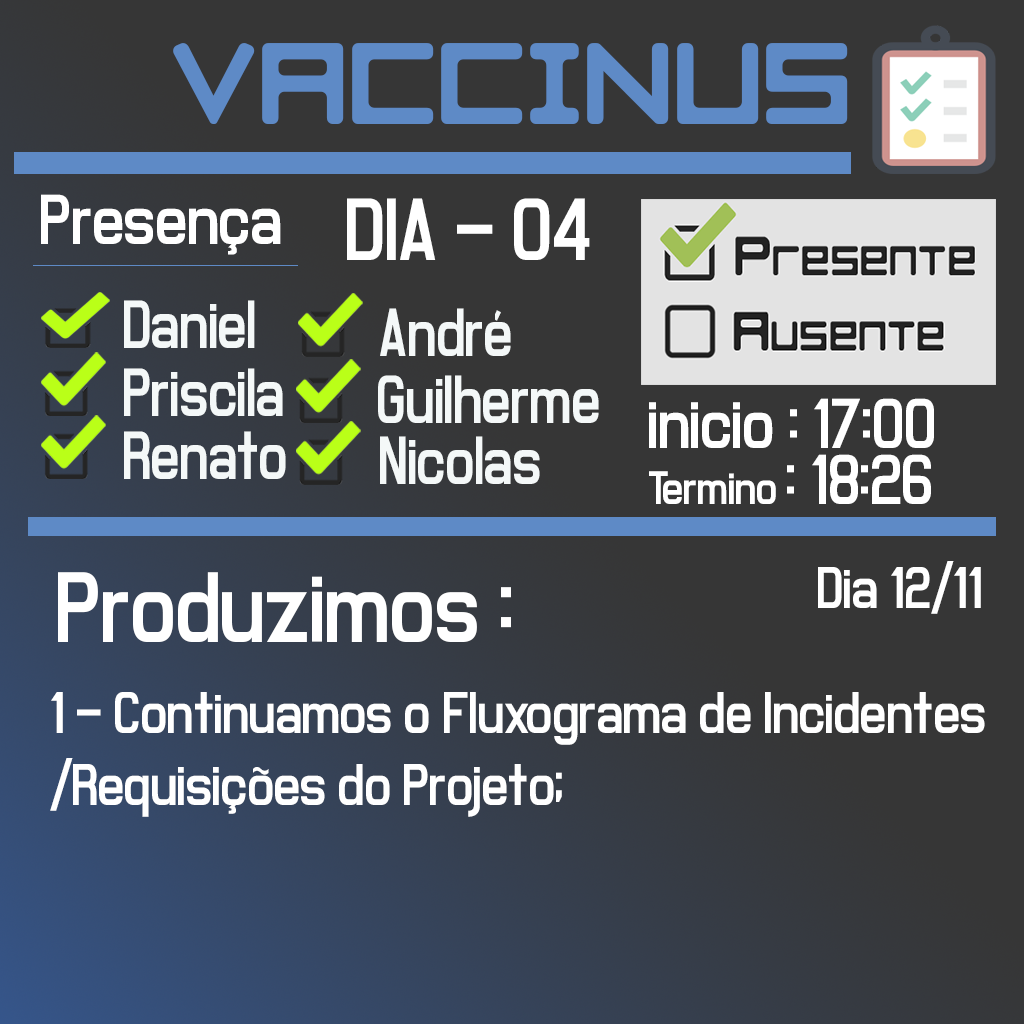 VACCINUS
Presença
DIA - 04
Presente
Ausente
Daniel
André
Priscila
Guilherme
Renato
Nicolas
inicio : 17:00
Termino : 18:26
Produzimos :
Dia 12/11
1 - Continuamos o Fluxograma de Incidentes
/Requisições do Projeto;